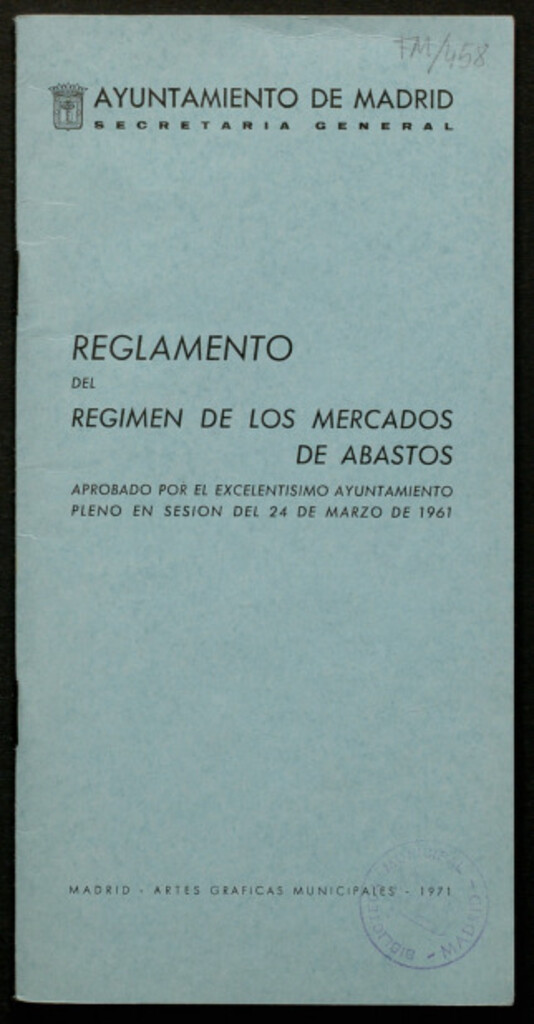 FM/458
AYUNTAMIENTO DE MADRID
SECRETARIA GENERAL
REGLAMENTO
DEL
REGIMEN DE LOS MERCADOS
DE ABASTOS
APROBADO POR EL EXCELENTISIMO AYUNTAMIENTO
PLENO EN SESION DEL 24 DE MARZO DE 1961
MADRID - ARTES GRAFICAS MUNICIPALES - 1971
MADRID